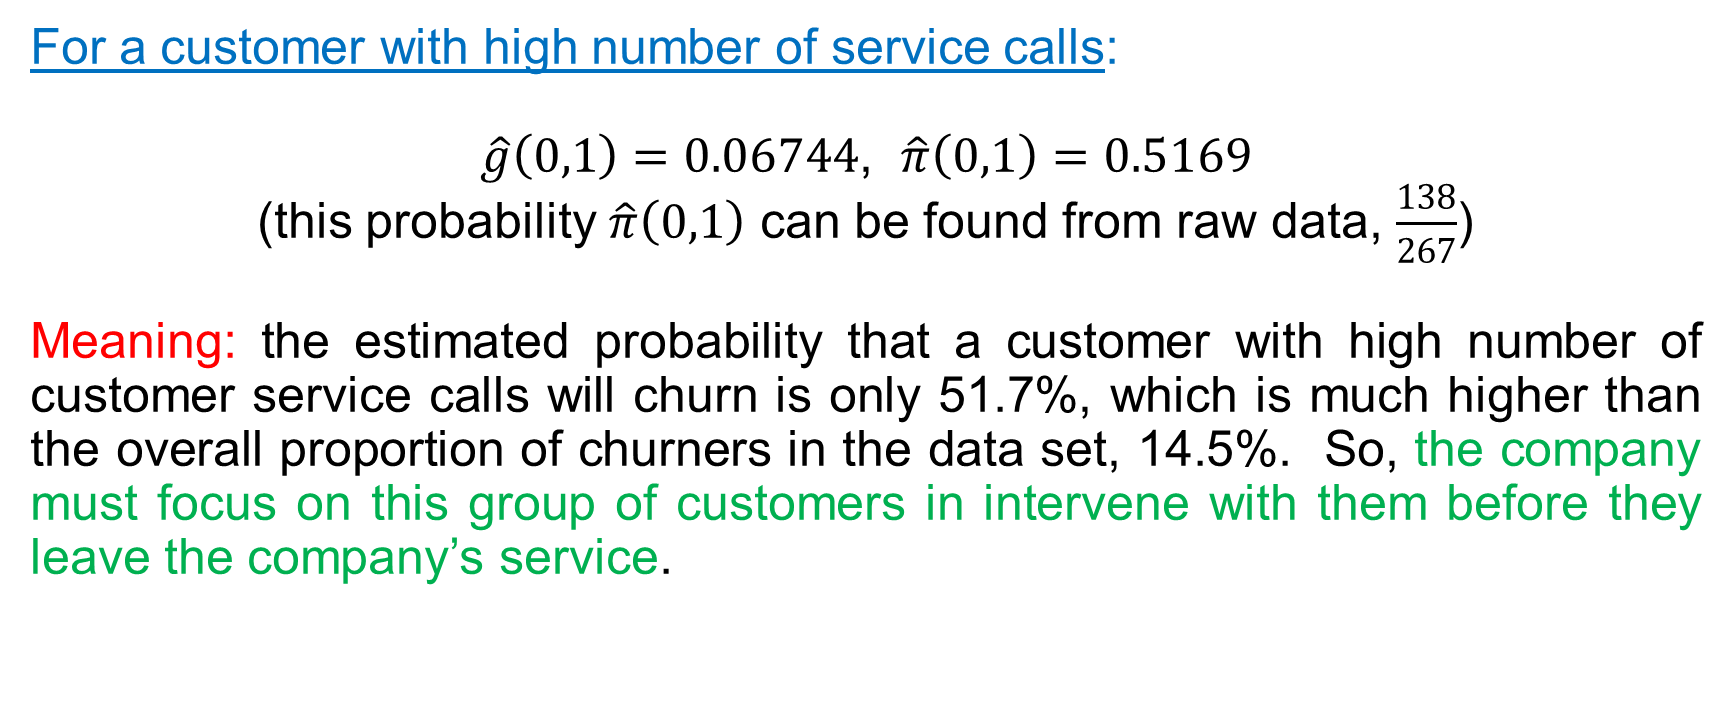 For a customer with high number of service calls:
ĝ(0,1) = 0.06744, π̂(0,1) = 0.5169
(this probability π̂(0,1) can be found from raw data, 138/267)
Meaning: the estimated probability that a customer with high number of
customer service calls will churn is only 51.7%, which is much higher than
the overall proportion of churners in the data set, 14.5%. So, the company
must focus on this group of customers in intervene with them before they
leave the company’s service.